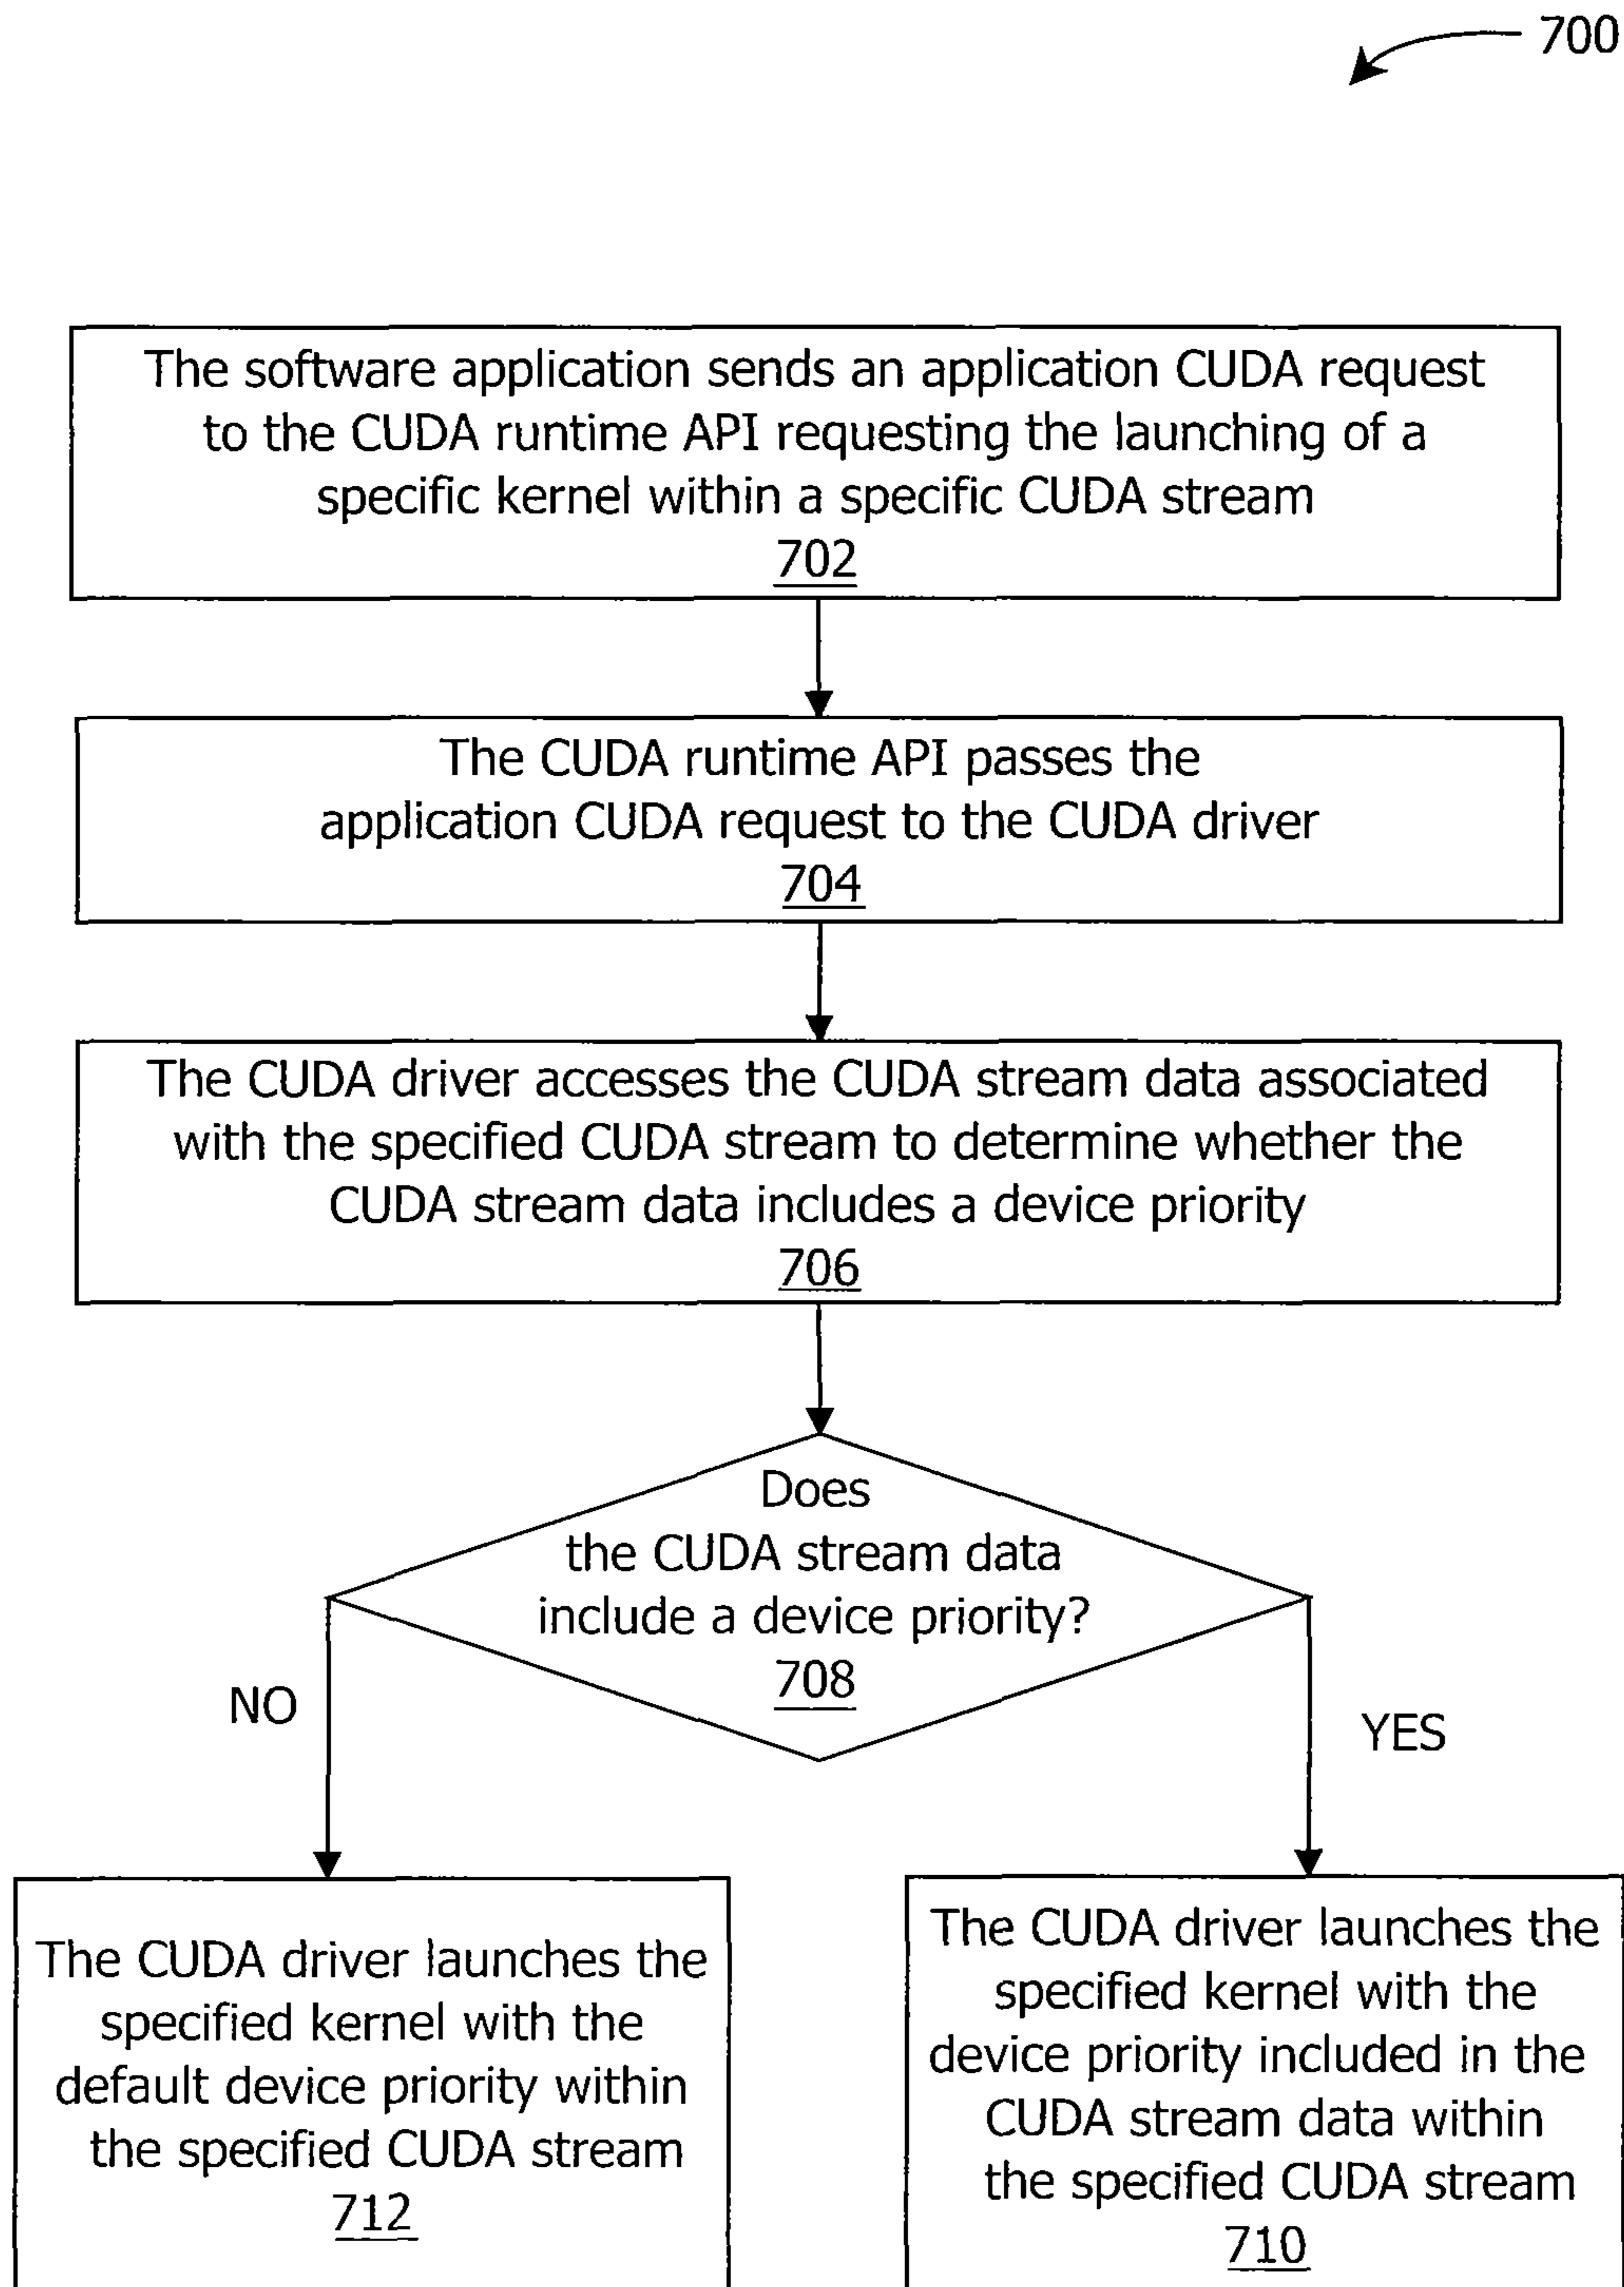 700
The software application sends an application CUDA request
to the CUDA runtime API requesting the launching of a
specific kernel within a specific CUDA stream
702
The CUDA runtime API passes the
application CUDA request to the CUDA driver
704
The CUDA driver accesses the CUDA stream data associated
with the specified CUDA stream to determine whether the
CUDA stream data includes a device priority
706
Does
the CUDA stream data
include a device priority?
708
NO
YES
The CUDA driver launches the
specified kernel with the
default device priority within
the specified CUDA stream
712
The CUDA driver launches the
specified kernel with the
device priority included in the
CUDA stream data within
the specified CUDA stream
710